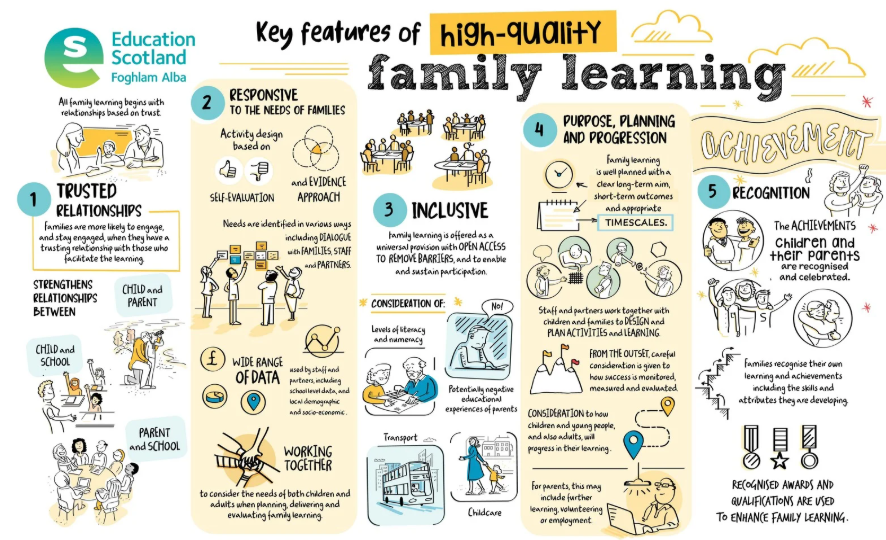 Education
Scotland
Foghlam Alba
Key features of high-quality
family learning
All family learning begins with
relationships based on trust.
1 TRUSTED
RELATIONSHIPS
Families are more likely to engage,
and stay engaged, when they have a
trusting relationship with those who
facilitate the learning.
STRENGTHENS
RELATIONSHIPS
BETWEEN
CHILD and
PARENT
CHILD and
SCHOOL
PARENT
and SCHOOL
2 RESPONSIVE
TO THE NEEDS OF FAMILIES
Activity design
based on
SELF-EVALUATION
and EVIDENCE
APPROACH
Needs are identified in various ways
including DIALOGUE
with FAMILIES, STAFF
and PARTNERS.
£
WIDE RANGE
OF DATA
used by staff and
partners, including
school level data, and
local demographic
and socio-economic.
WORKING
TOGETHER
to consider the needs of both children and
adults when planning, delivering and
evaluating family learning.
3 INCLUSIVE
Family learning is offered as a
universal provision with OPEN ACCESS
TO REMOVE BARRIERS, and to enable
and sustain participation.
CONSIDERATION OF:
Levels of literacy
and numeracy
No!
Potentially negative
educational
experiences of parents
Transport
Childcare
4 PURPOSE, PLANNING
AND PROGRESSION
Family learning
is well planned with a
clear long-term aim,
short-term outcomes
and appropriate
TIMESCALES.
Staff and partners work together with
children and families to DESIGN and
PLAN ACTIVITIES and LEARNING.
FROM THE OUTSET, careful
consideration is given to
how success is monitored,
measured and evaluated.
CONSIDERATION to how
children and young people,
and also adults, will
progress in their learning.
For parents, this may
include further
learning, volunteering
or employment
ACHIEVEMENT
5 RECOGNITION
The ACHIEVEMENTS
Children and
their Parents
are recognised
and celebrated.
Families recognise their own
learning and achievements
including the skills and
attributes they are developing.
RECOGNISED AWARDS AND
QUALIFICATIONS ARE USED
TO ENHANCE FAMILY LEARNING.